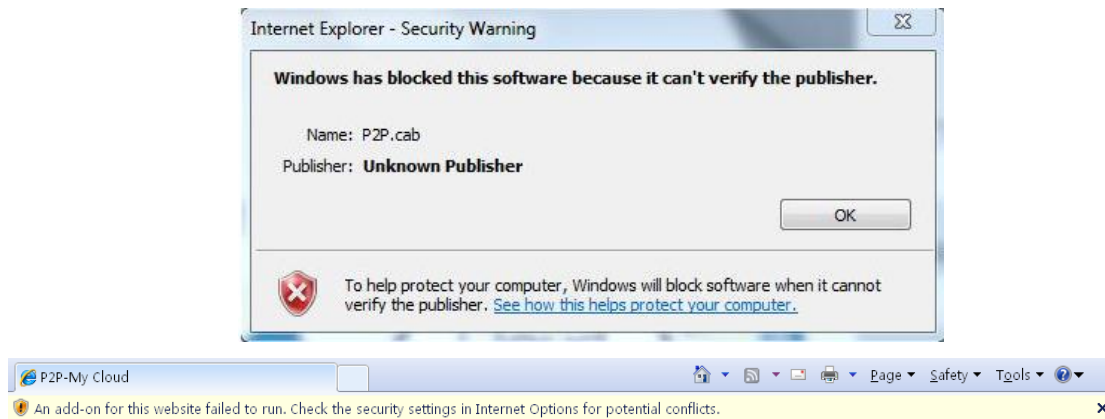 Internet Explorer - Security Warning
Windows has blocked this software because it can't verify the publisher.
Name: P2P.cab
Publisher: Unknown Publisher
OK
To help protect your computer, Windows will block software when it cannot
verify the publisher. See how this helps protect your computer.
P2P-My Cloud Page Safety Tools
An add-on for this website failed to run. Check the security settings in Internet Options for potential conflicts.